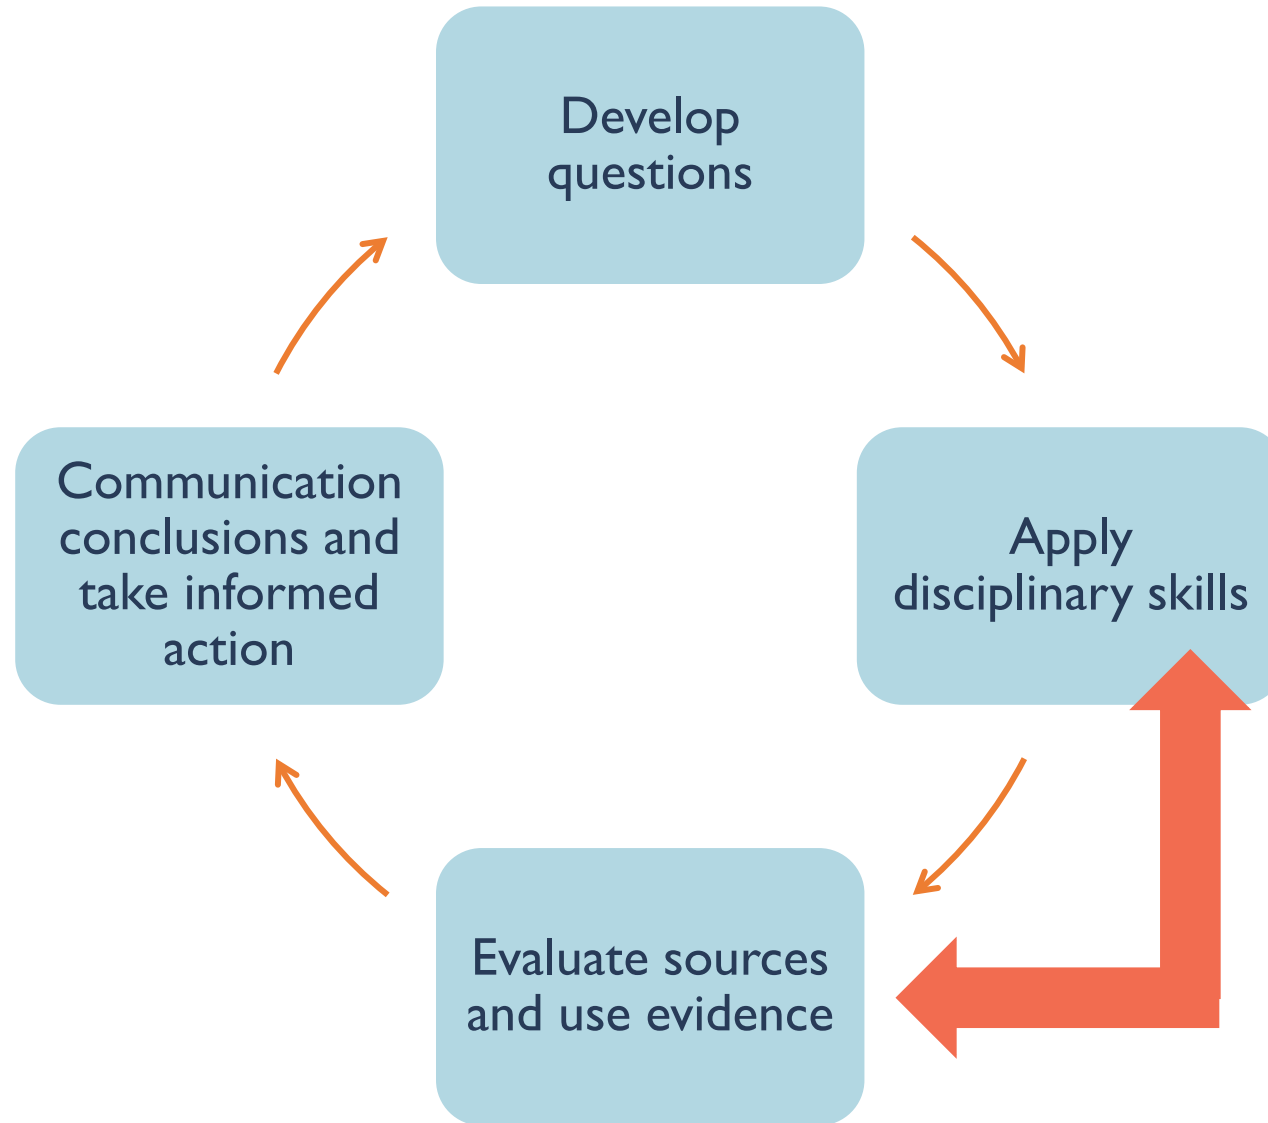 Develop
questions
Communication
conclusions and
take informed
action
Apply
disciplinary skills
Evaluate sources
and use evidence